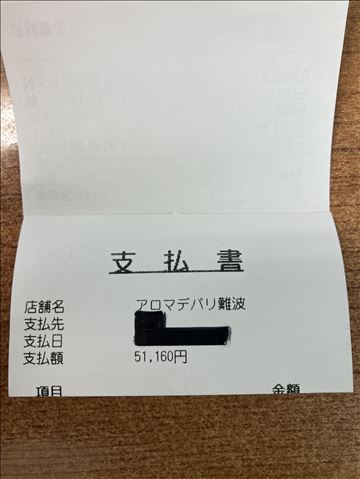 支払書
店舗名 アロマデバリ難波
支払先
支払日
支払額 51,160円
項目 金額